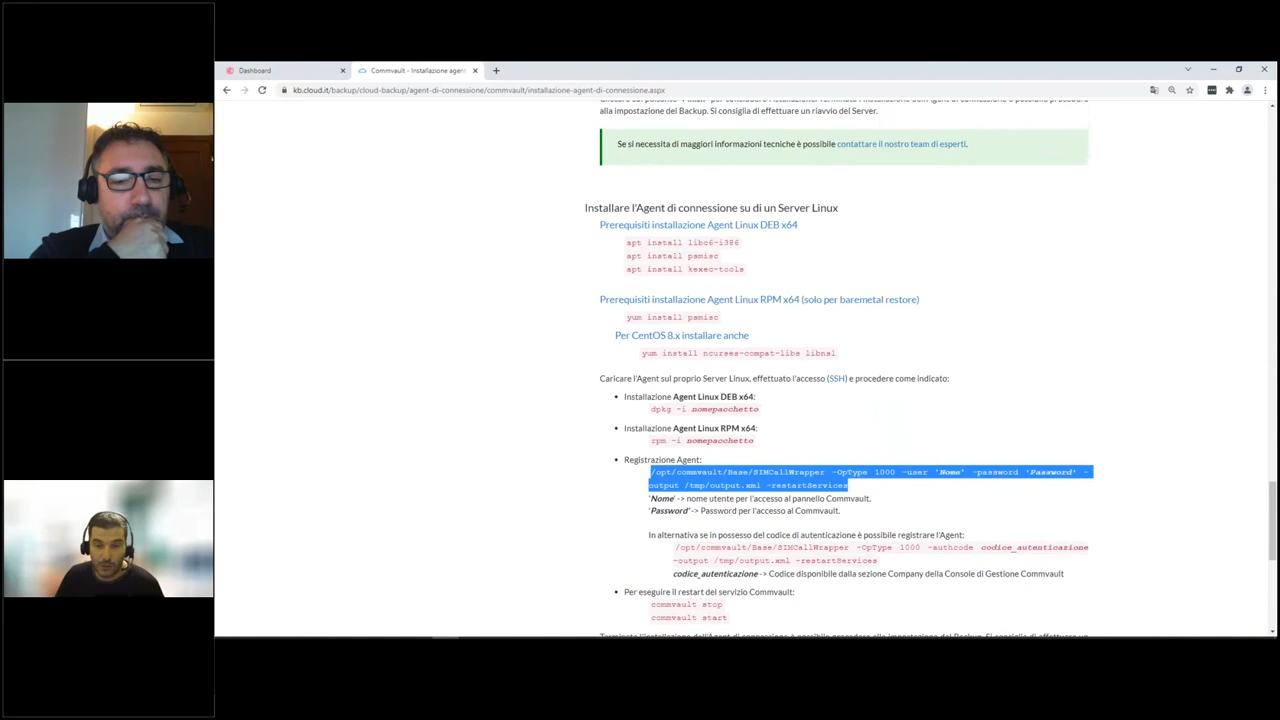 Dashboard
Commvault - Installazione agen
kb.cloud.it/backup/cloud-backup/agent-di-connessione/commvault/installazione-agent-di-connessione.aspx
alla impostazione del Backup. Si consiglia di effettuare un riavvio del Server.
Se si necessita di maggiori informazioni tecniche è possibile contattare il nostro team di esperti.
Installare l'Agent di connessione su di un Server Linux
Prerequisiti installazione Agent Linux DEB x64
apt install libc6-i386
apt install psmisc
apt install kexec-tools
Prerequisiti installazione Agent Linux RPM x64 (solo per baremetal restore)
yum install psmisc
Per CentOS 8.x installare anche
yum install ncurses-compat-libs libnsl
Caricare l'Agent sul proprio Server Linux, effettuato l'accesso (SSH) e procedere come indicato:
• Installazione Agent Linux DEB x64:
dpkg -i nomepacchetto
• Installazione Agent Linux RPM x64:
rpm -i nomepacchetto
• Registrazione Agent:
/opt/commvault/Base/SIMCallWrapper -OpType 1000 -user 'Nome' -password 'Password' -
output /tmp/output.xml -restartServices
'Nome' -> nome utente per l'accesso al pannello Commvault.
'Password' -> Password per l'accesso al Commvault.
In alternativa se in possesso del codice di autenticazione è possibile registrare l'Agent:
/opt/commvault/Base/SIMCallWrapper -OpType 1000 -authcode codice_autenticazione
-output /tmp/output.xml -restartServices
codice_autenticazione -> Codice disponibile dalla sezione Company della Console di Gestione Commvault
• Per eseguire il restart del servizio Commvault:
commvault stop
commvault start